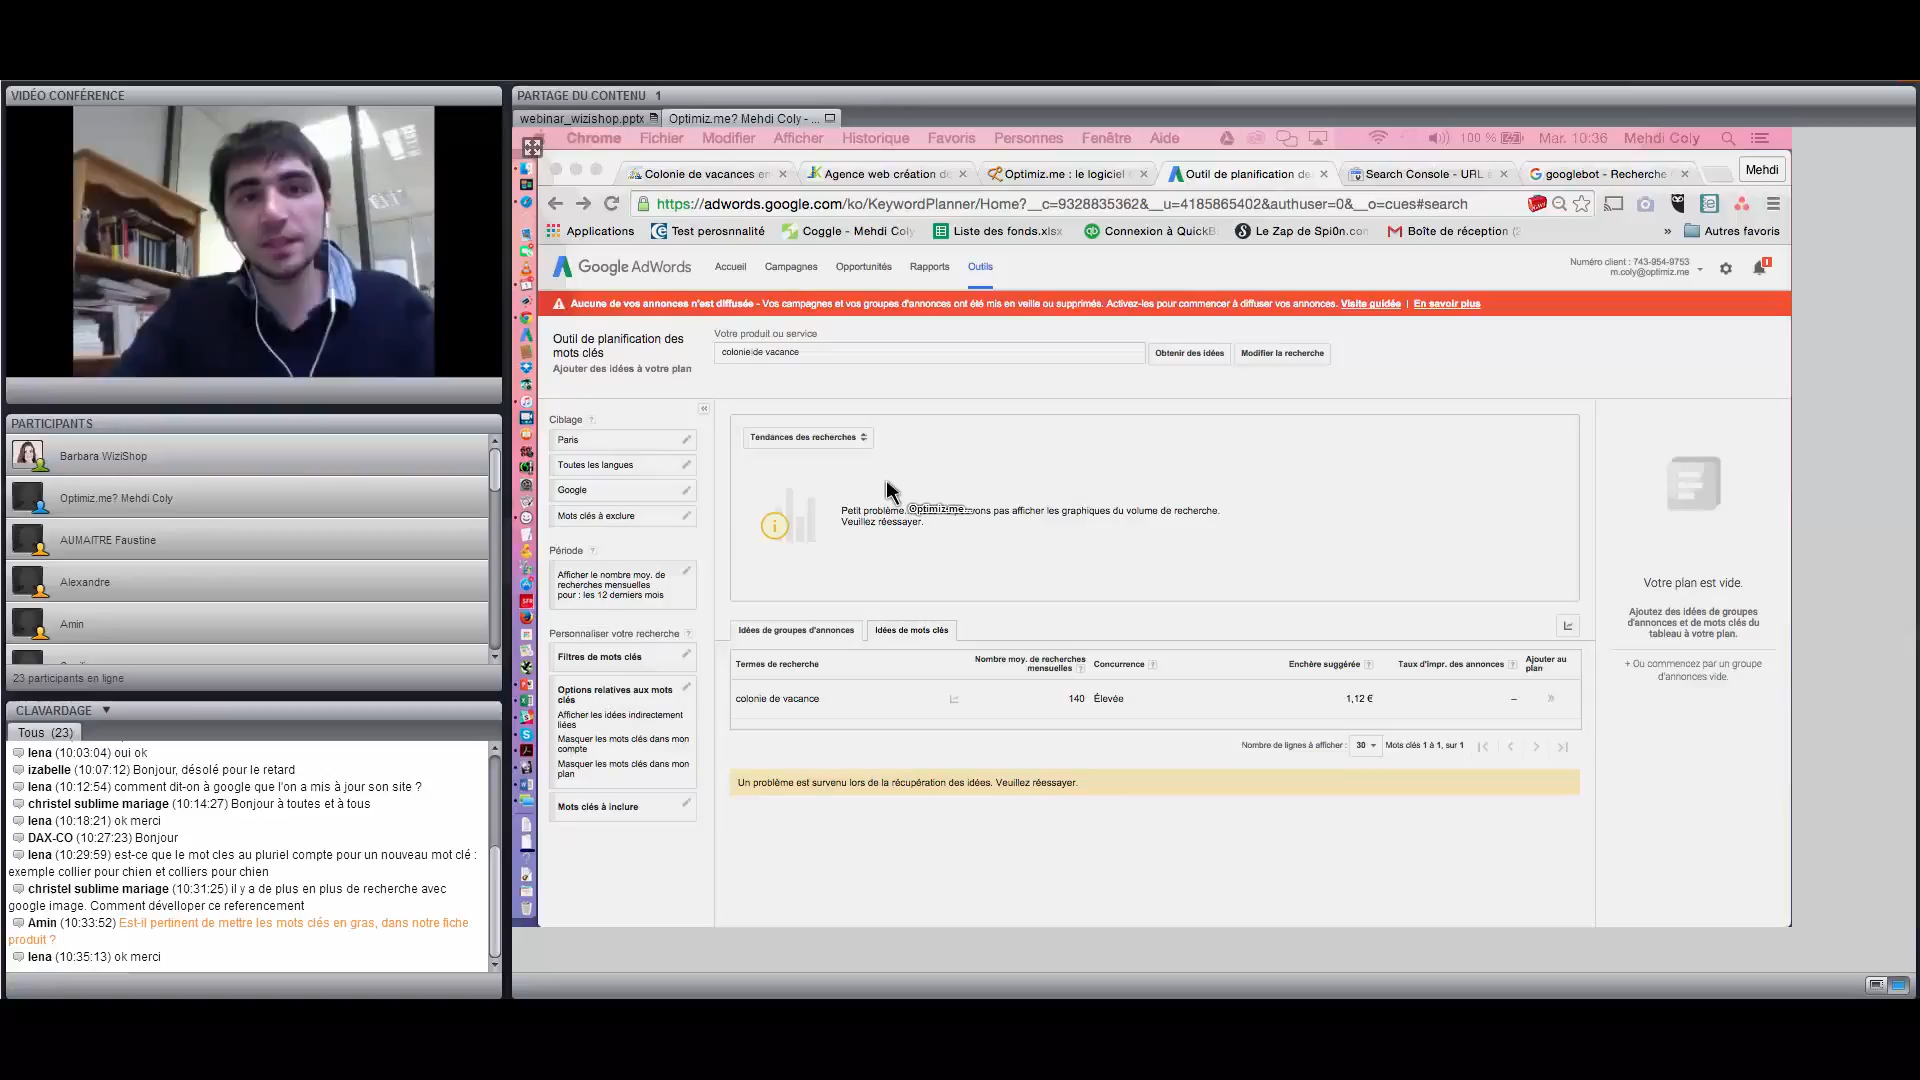 VIDÉO CONFÉRENCE
PARTICIPANTS
Barbara WiziShop
Optimiz.me? Mehdi Coly
AUMAITRE Faustine
Alexandre
Amin
23 participants en ligne
CLAVARDAGE
Tous (23)
lena (10:03:04) oui ok
izabelle (10:07:12) Bonjour, désolé pour le retard
lena (10:12:54) comment dit-on à google que l'on a mis à jour son site ?
christel sublime mariage (10:14:27) Bonjour à toutes et à tous
lena (10:18:21) ok merci
DAX-CO (10:27:23) Bonjour
lena (10:29:59) est-ce que le mot cles au pluriel compte pour un nouveau mot clé :
exemple collier pour chien et colliers pour chien
christel sublime mariage (10:31:25) il y a de plus en plus de recherche avec
google image. Comment dévelloper ce referencement
Amin (10:33:52) Est-il pertinent de mettre les mots clés en gras, dans notre fiche
produit ?
lena (10:35:13) ok merci
PARTAGE DU CONTENU 1
webinar_wizishop.pptx Optimiz.me? Mehdi Coly - ...
Chrome Fichier Modifier Afficher Historique Favoris Personnes Fenêtre Aide 100 % Mar. 10:36 Mehdi Coly
Colonie de vacances en Agence web création de Optimiz.me : le logiciel Outil de planification de Search Console - URL googlebot - Recherche Mehdi
https://adwords.google.com/ko/KeywordPlanner/Home?__c=9328835362&__u=4185865402&authuser=0&__o=cues#search
Applications Test perosnnalité Coggle - Mehdi Coly Liste des fonds.xlsx Connexion à QuickB Le Zap de Spi0n.com Boîte de réception (2 » Autres favoris
Google AdWords Accueil Campagnes Opportunités Rapports Outils
Numéro client : 743-954-9753
m.coly@optimiz.me
Aucune de vos annonces n'est diffusée - Vos campagnes et vos groupes d'annonces ont été mis en veille ou supprimés. Activez-les pour commencer à diffuser vos annonces. Visite guidée | En savoir plus
Outil de planification des
mots clés
Ajouter des idées à votre plan
Votre produit ou service
colonie de vacance
Obtenir des idées
Modifier la recherche
Ciblage ?
Paris
Toutes les langues
Google
Mots clés à exclure
Période ?
Afficher le nombre moy. de
recherches mensuelles
pour : les 12 derniers mois
Personnaliser votre recherche ?
Filtres de mots clés
Options relatives aux mots
clés
Afficher les idées indirectement
liées
Masquer les mots clés dans mon
compte
Masquer les mots clés dans mon
plan
Mots clés à inclure
Tendances des recherches
Petit problème. Optimiz.me... vons pas afficher les graphiques du volume de recherche.
Veuillez réessayer.
Idées de groupes d'annonces
Idées de mots clés
Termes de recherche
Nombre moy. de recherches
mensuelles ?
Concurrence ?
Enchère suggérée ?
Taux d'impr. des annonces ?
Ajouter au
plan
colonie de vacance 140 Élevée 1,12 € – »
Nombre de lignes à afficher : 30 Mots clés 1 à 1, sur 1
Un problème est survenu lors de la récupération des idées. Veuillez réessayer.
Votre plan est vide.
Ajoutez des idées de groupes
d'annonces et de mots clés du
tableau à votre plan.
+ Ou commencez par un groupe
d'annonces vide.